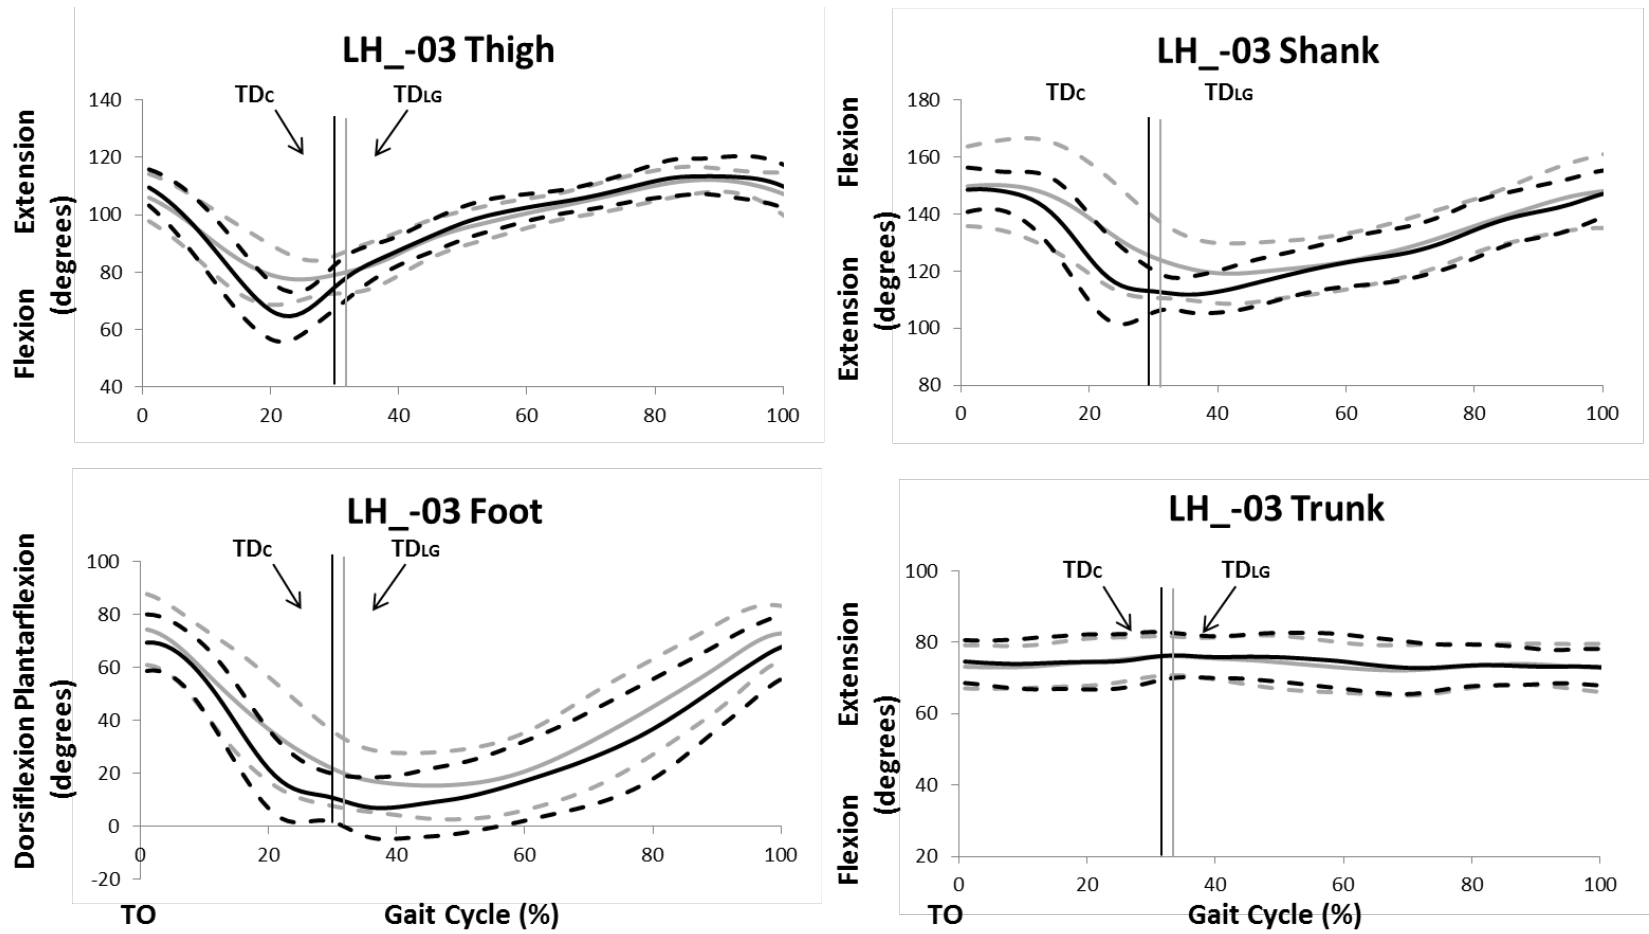 LH_-03 Thigh
TDC
TDLG
Flexion Extension
(degrees)
140
120
100
80
60
40
0 20 40 60 80 100
LH_-03 Shank
TDC
TDLG
Extension Flexion
(degrees)
180
160
140
120
100
80
0 20 40 60 80 100
LH_-03 Foot
TDC
TDLG
Dorsiflexion Plantarflexion
(degrees)
100
80
60
40
20
0
-20
0 20 40 60 80 100
TO
Gait Cycle (%)
LH_-03 Trunk
TDC
TDLG
Flexion Extension
(degrees)
100
80
60
40
20
0 20 40 60 80 100
TO
Gait Cycle (%)